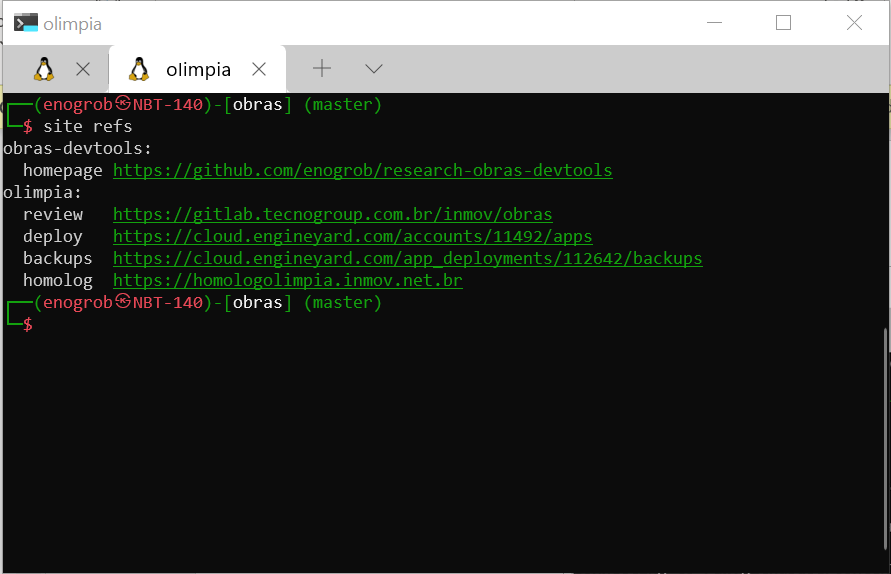 olimpia
olimpia
┌──(enogrob㉿NBT-140)-[obras] (master)
└─$ site refs
obras-devtools:
  homepage https://github.com/enogrob/research-obras-devtools
olimpia:
  review   https://gitlab.tecnogroup.com.br/inmov/obras
  deploy   https://cloud.engineyard.com/accounts/11492/apps
  backups  https://cloud.engineyard.com/app_deployments/112642/backups
  homolog  https://homologolimpia.inmov.net.br
┌──(enogrob㉿NBT-140)-[obras] (master)
└─$